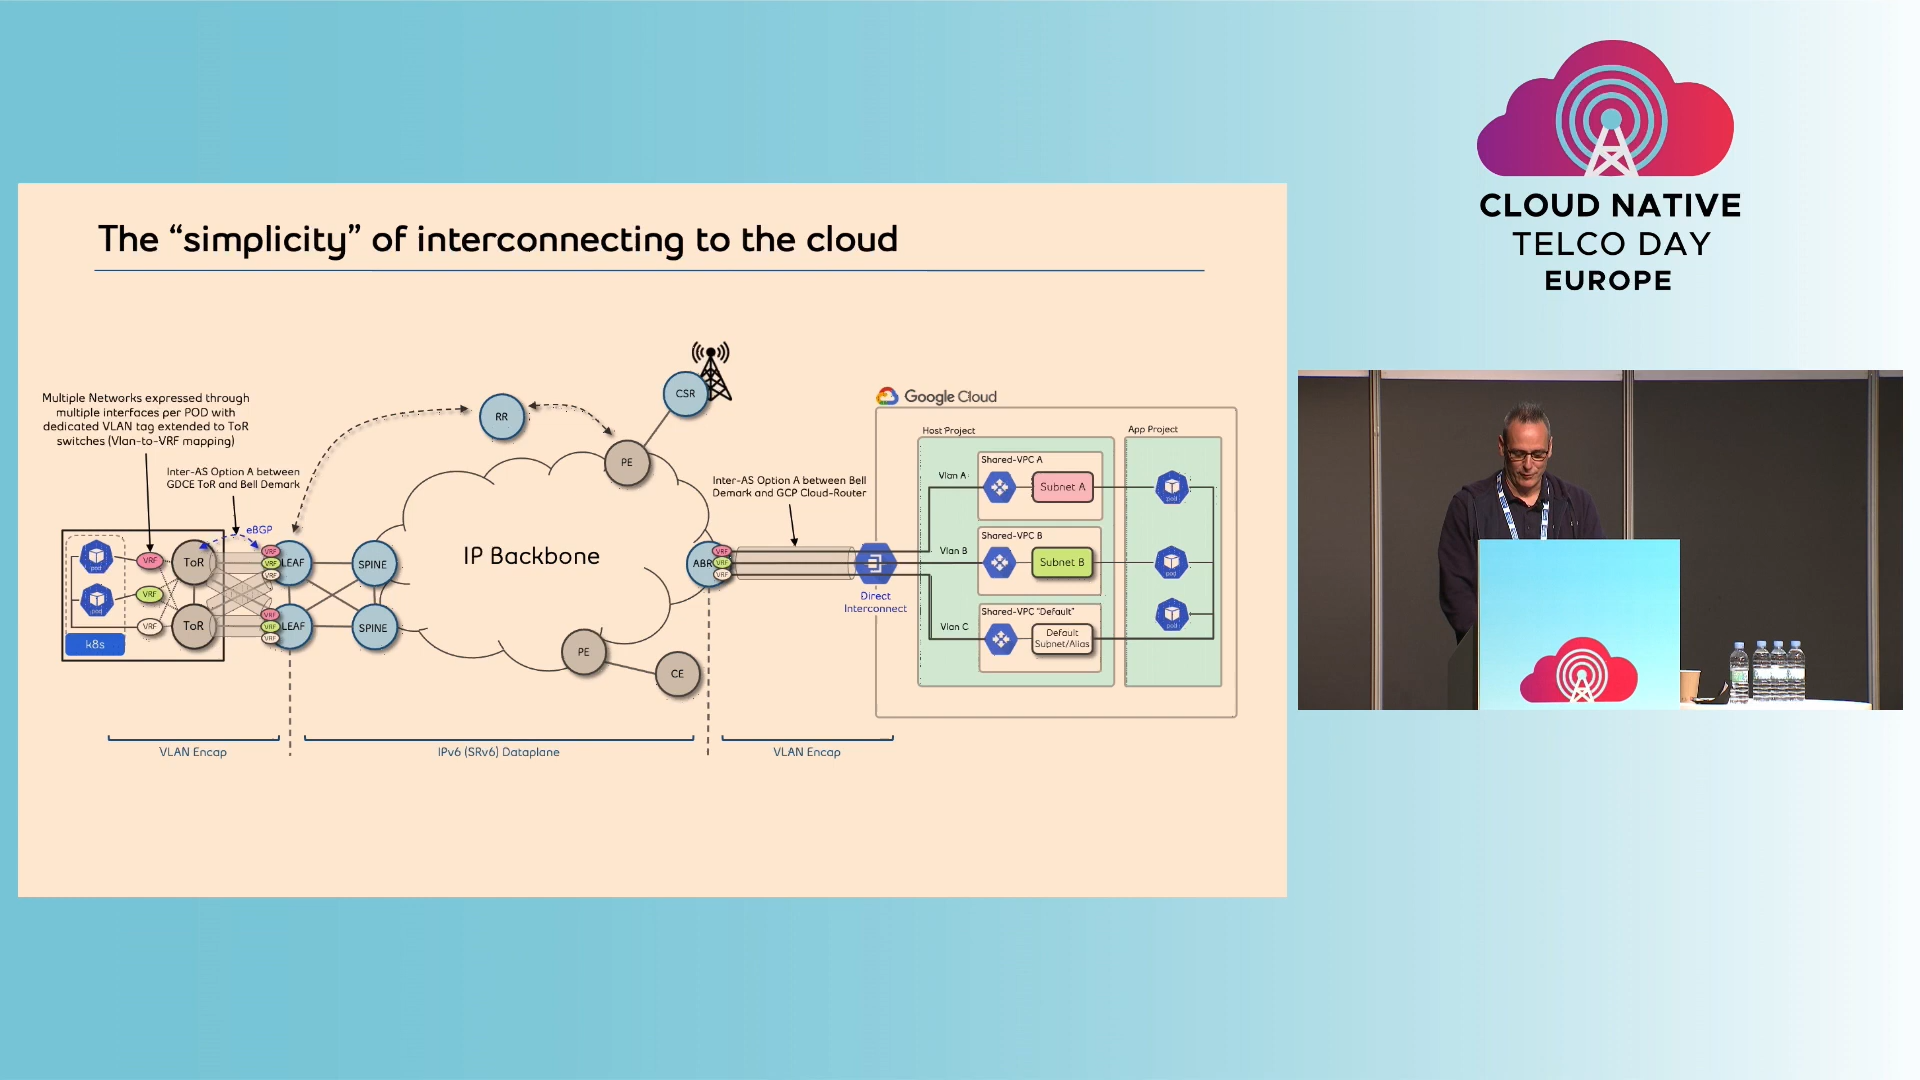 The “simplicity” of interconnecting to the cloud
CLOUD NATIVE
TELCO DAY
EUROPE
Multiple Networks expressed through
multiple interfaces per POD with
dedicated VLAN tag extended to ToR
switches (Vlan-to-VRF mapping)
Inter-AS Option A between
GDCE ToR and Bell Demark
eBGP
pod
pod
k8s
VRF
VRF
VRF
ToR
ToR
VRF
VRF
VRF
VRF
VRF
VRF
LEAF
LEAF
SPINE
SPINE
RR
CSR
PE
IP Backbone
PE
CE
ABR
VRF
VRF
VRF
Inter-AS Option A between Bell
Demark and GCP Cloud-Router
Direct
Interconnect
Google Cloud
Host Project
App Project
Vlan A
Shared-VPC A
Subnet A
pod
Vlan B
Shared-VPC B
Subnet B
pod
Vlan C
Shared-VPC "Default"
Default
Subnet/Alias
pod
VLAN Encap
IPv6 (SRv6) Dataplane
VLAN Encap